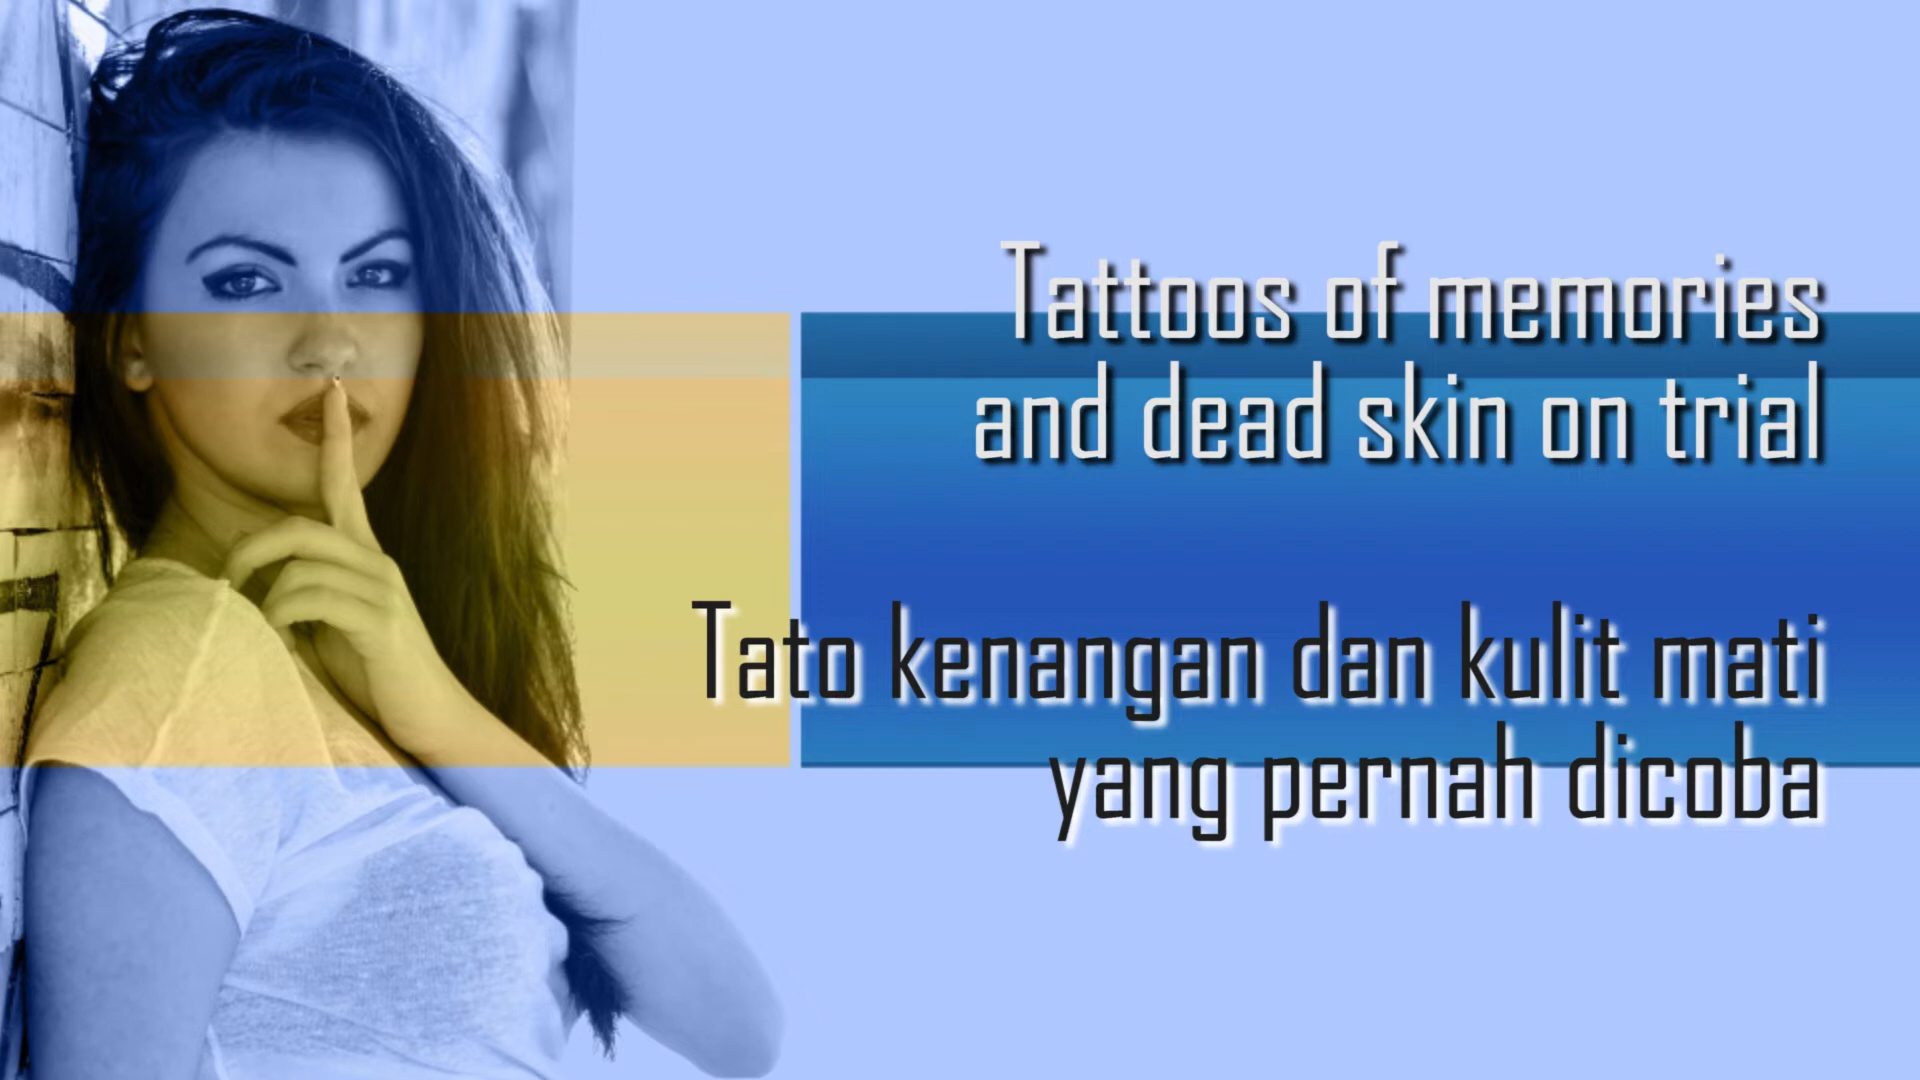 Tattoos of memories
and dead skin on trial
Tato kenangan dan kulit mati
yang pernah dicoba